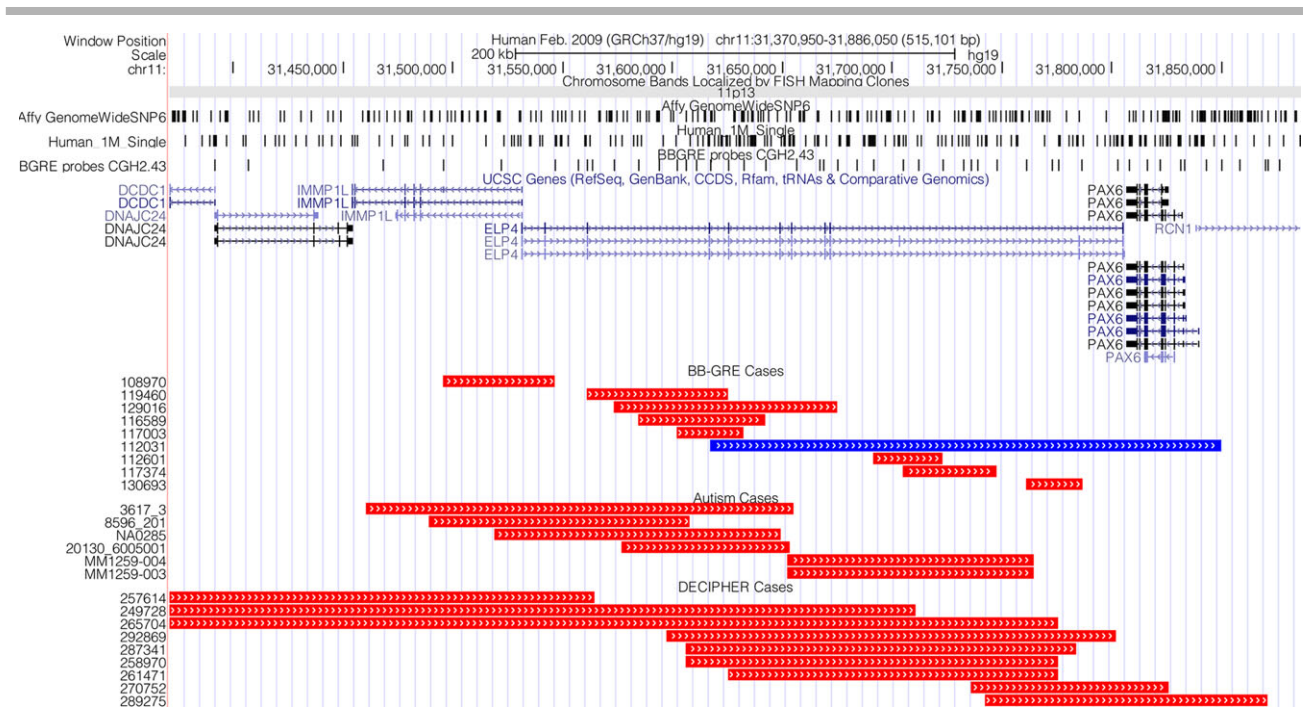 Window Position Human Feb. 2009 (GRCh37/hg19) chr11:31,370,950-31,886,050 (515,101 bp)
Scale 200 kb hg19
chr11: 31,450,000 31,500,000 31,550,000 31,600,000 31,650,000 31,700,000 31,750,000 31,800,000 31,850,000
Chromosome Bands Localized by FISH Mapping Clones
11p13
Affy GenomeWideSNP6
Affy GenomeWideSNP6
Human_1M_Single
Human_1M_Single
BBGRE probes CGH2.43
BGRE probes CGH2.43
UCSC Genes (RefSeq, GenBank, CCDS, Rfam, tRNAs & Comparative Genomics)
DCDC1 IMMP1L PAX6
DCDC1 IMMP1L PAX6
DNAJC24 IMMP1L PAX6
DNAJC24 ELP4 RCN1
DNAJC24 ELP4
ELP4
PAX6
PAX6
PAX6
PAX6
PAX6
PAX6
PAX6
PAX6
BB-GRE Cases
108970
119460
129016
116589
117003
112031
112601
117374
130693
Autism Cases
3617_3
8596_201
NA0285
20130_6005001
MM1259-004
MM1259-003
DECIPHER Cases
257614
249728
265704
292869
287341
258970
261471
270752
289275